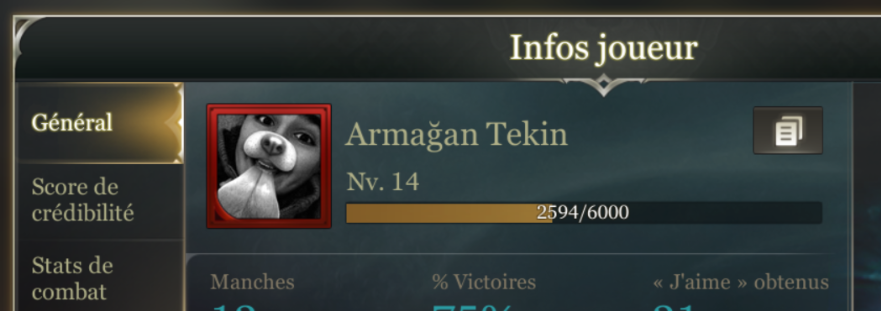 Infos joueur
Général
Armağan Tekin
Nv. 14
Score de
crédibilité
2594/6000
Stats de
combat
Manches
% Victoires
« J'aime » obtenus
75%